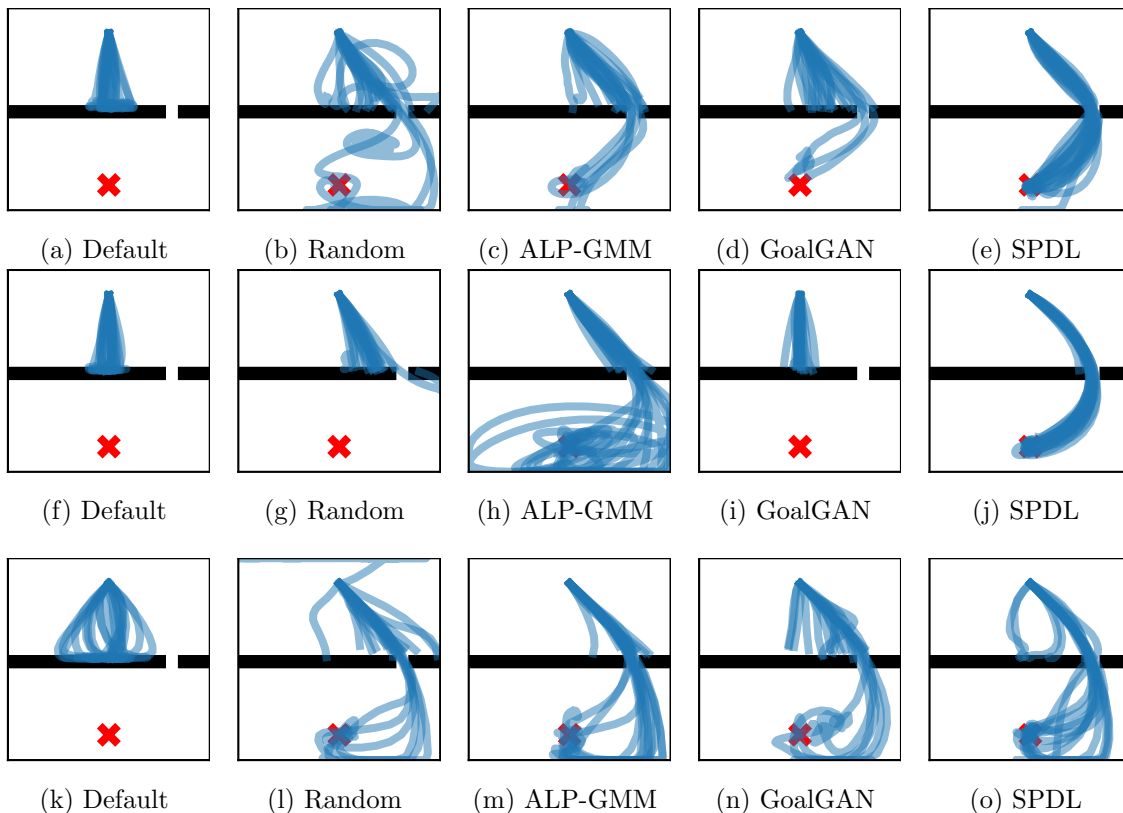 (a) Default (b) Random (c) ALP-GMM (d) GoalGAN (e) SPDL
(f) Default (g) Random (h) ALP-GMM (i) GoalGAN (j) SPDL
(k) Default (l) Random (m) ALP-GMM (n) GoalGAN (o) SPDL